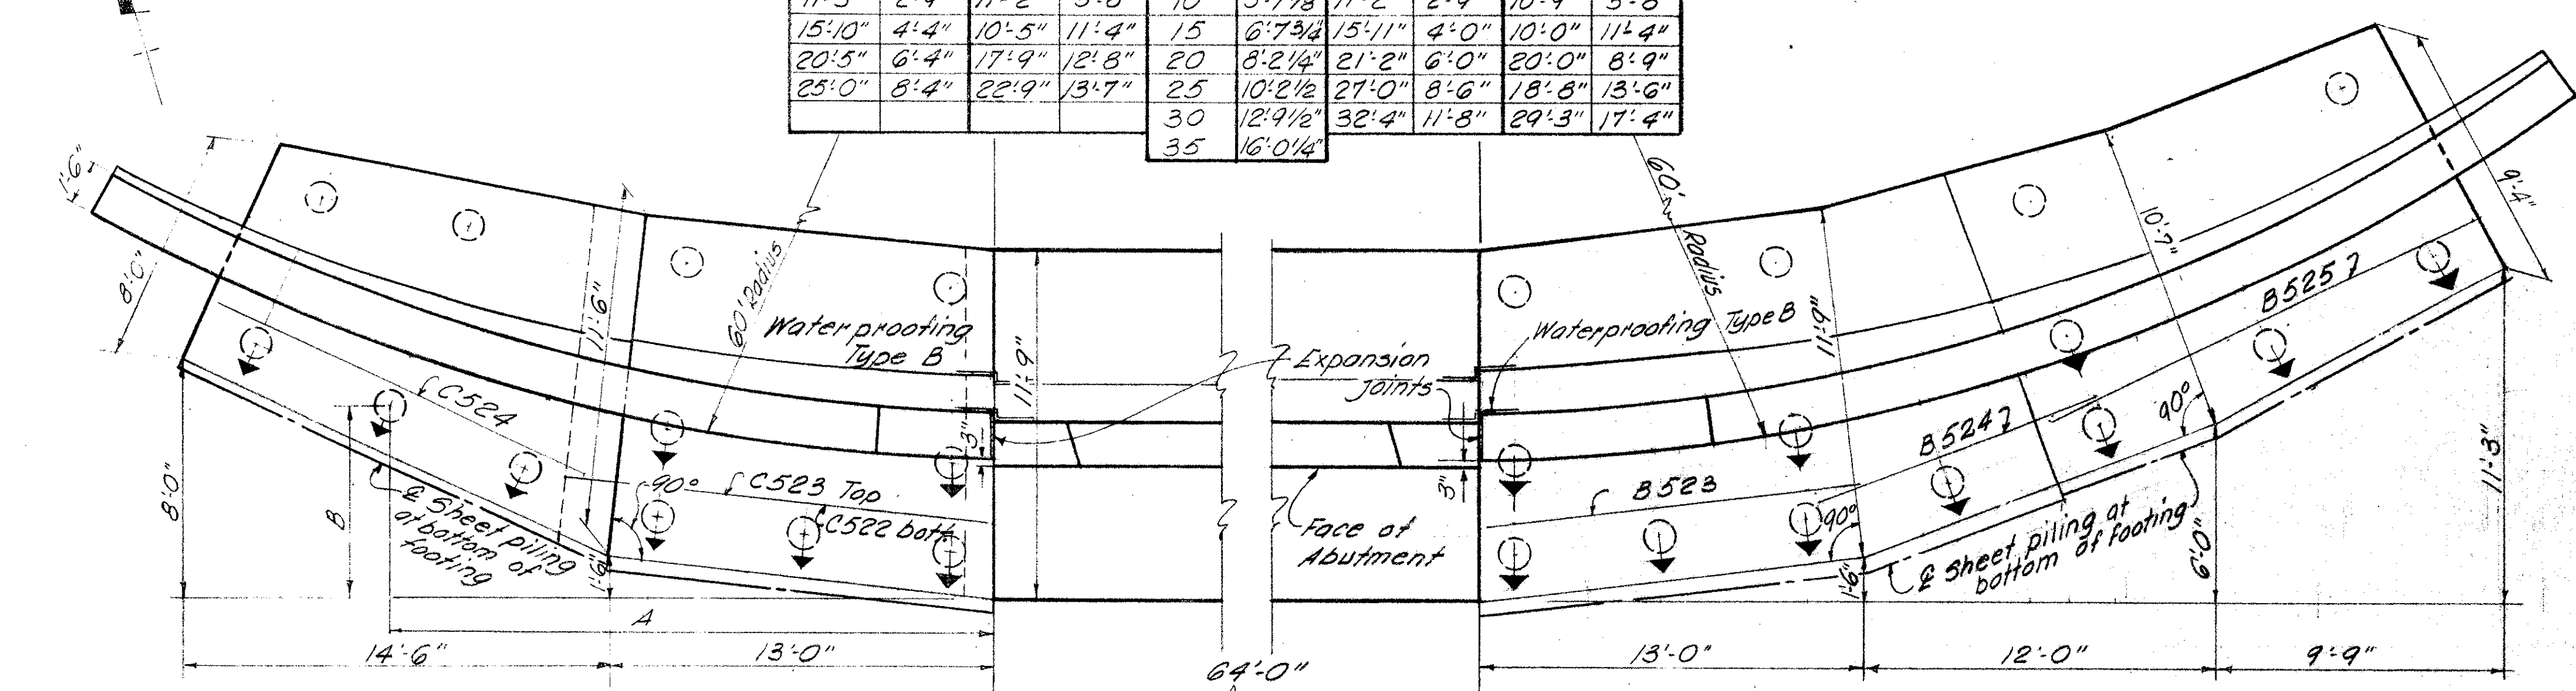 15'-10" 4'-4" 10'-5" 11'-4" 15 6'-7 3/4" 15'-11" 4'-0" 10'-0" 11'-4"
20'-5" 6'-4" 17'-9" 12'-8" 20 8'-2 1/4" 21'-2" 6'-0" 20'-0" 8'-9"
25'-0" 8'-4" 22'-9" 13'-7" 25 10'-2 1/2 27'-0" 8'-6" 18'-8" 13'-6"
30 12'-9 1/2" 32'-4" 11'-8" 29'-3" 17'-4"
35 16'-0 1/4"
1'-6"
8'-0"
11'-6"
60' Radius
Waterproofing
Type B
11'-9"
Expansion
Joints
Waterproofing Type B
60' Radius
11'-9"
10'-7"
9'-4"
C524
B5257
B5247
B523
90°
C523 Top
C522 bott.
3"
3"
90°
90°
8'-0"
B
℄ Sheet piling
at bottom of
footing
1'-6"
Face of
Abutment
1'-6"
℄ Sheet piling at
bottom of footing
6'-0"
11'-3"
A
14'-6"
13'-0"
64'-0"
13'-0"
12'-0"
9'-9"